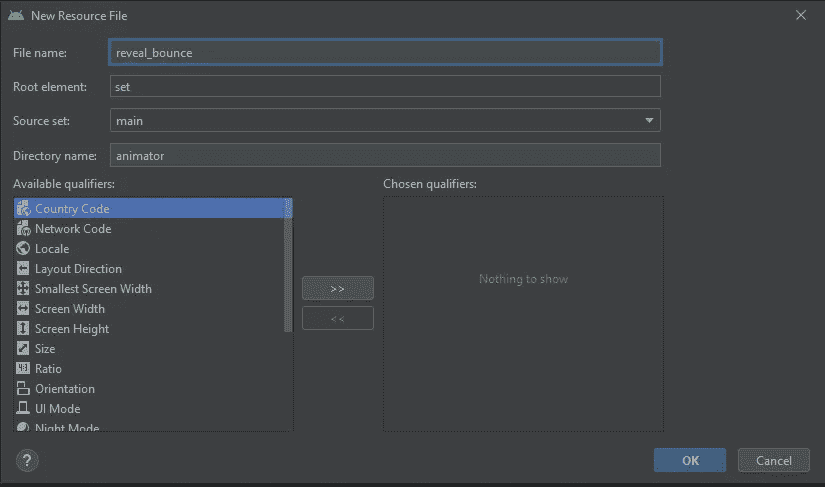 New Resource File
File name: reveal_bounce
Root element: set
Source set: main
Directory name: animator
Available qualifiers:
Chosen qualifiers:
Country Code
Network Code
Locale
Layout Direction
Smallest Screen Width
Screen Width
Screen Height
Size
Ratio
Orientation
UI Mode
Night Mode
>>
<<
Nothing to show
?
OK
Cancel